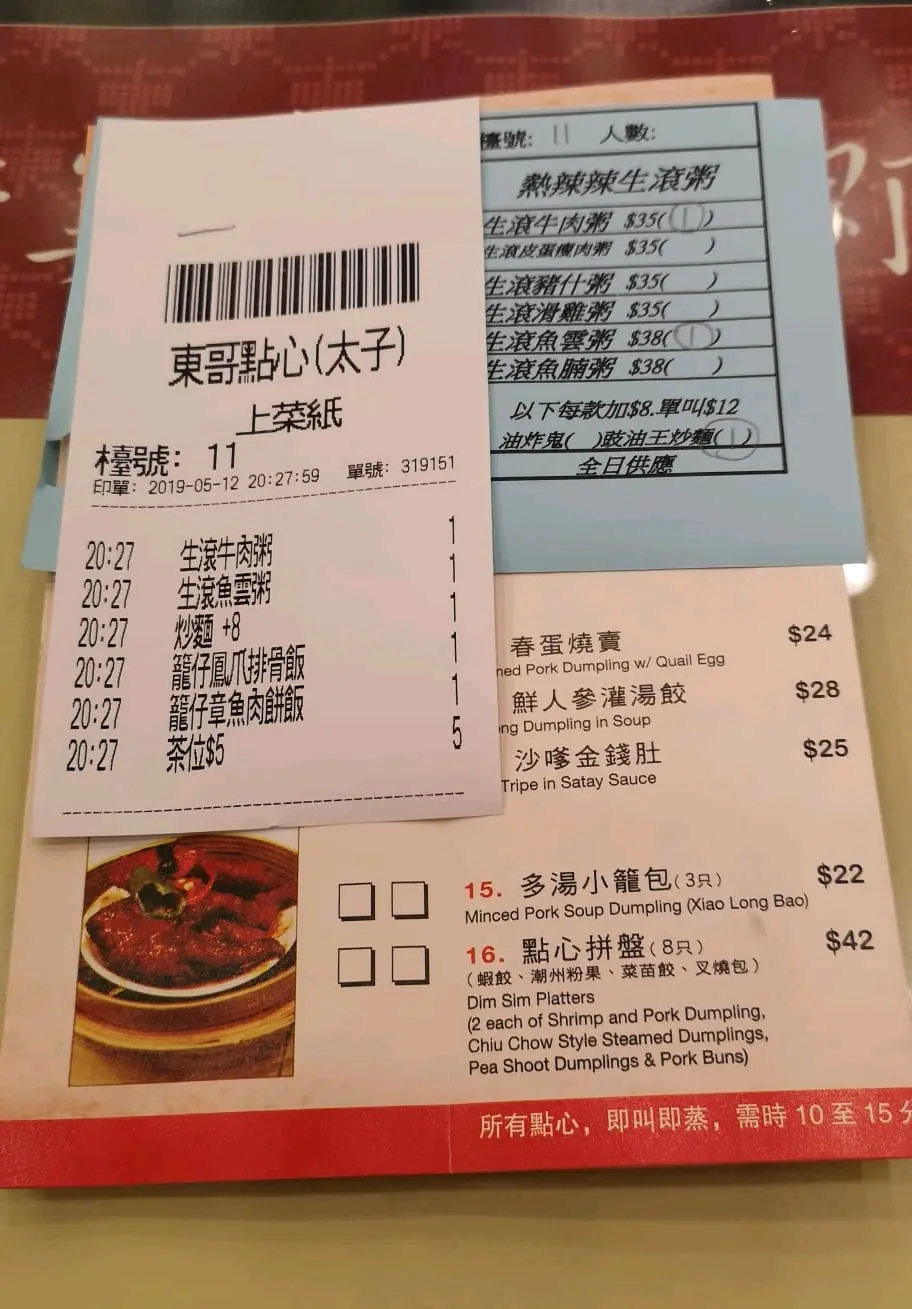 東哥點心(太子)
上菜紙
檯號: 11
印單: 2019-05-12 20:27:59 單號: 319151
20:27 生滾牛肉粥 1
20:27 生滾魚雲粥 1
20:27 炒麵 +8 1
20:27 籠仔鳳爪排骨飯 1
20:27 籠仔章魚肉餅飯 1
20:27 茶位$5 5
檯號: 11 人數:
熱辣辣生滾粥
生滾牛肉粥 $35( 1 )
生滾皮蛋瘦肉粥 $35( )
生滾豬什粥 $35( )
生滾滑雞粥 $35( )
生滾魚雲粥 $38( 1 )
生滾魚腩粥 $38( )
以下每款加$8.單叫$12
油炸鬼( )豉油王炒麵( 1 )
全日供應
春蛋燒賣 $24
Pork Dumpling w/ Quail Egg
鮮人參灌湯餃 $28
Dumpling in Soup
沙嗲金錢肚 $25
Tripe in Satay Sauce
15. 多湯小籠包(3只) $22
Minced Pork Soup Dumpling (Xiao Long Bao)
16. 點心拼盤(8只) $42
(蝦餃、潮州粉果、菜苗餃、叉燒包)
Dim Sim Platters
(2 each of Shrimp and Pork Dumpling,
Chiu Chow Style Steamed Dumplings,
Pea Shoot Dumplings & Pork Buns)
所有點心，即叫即蒸，需時 10 至 15 分